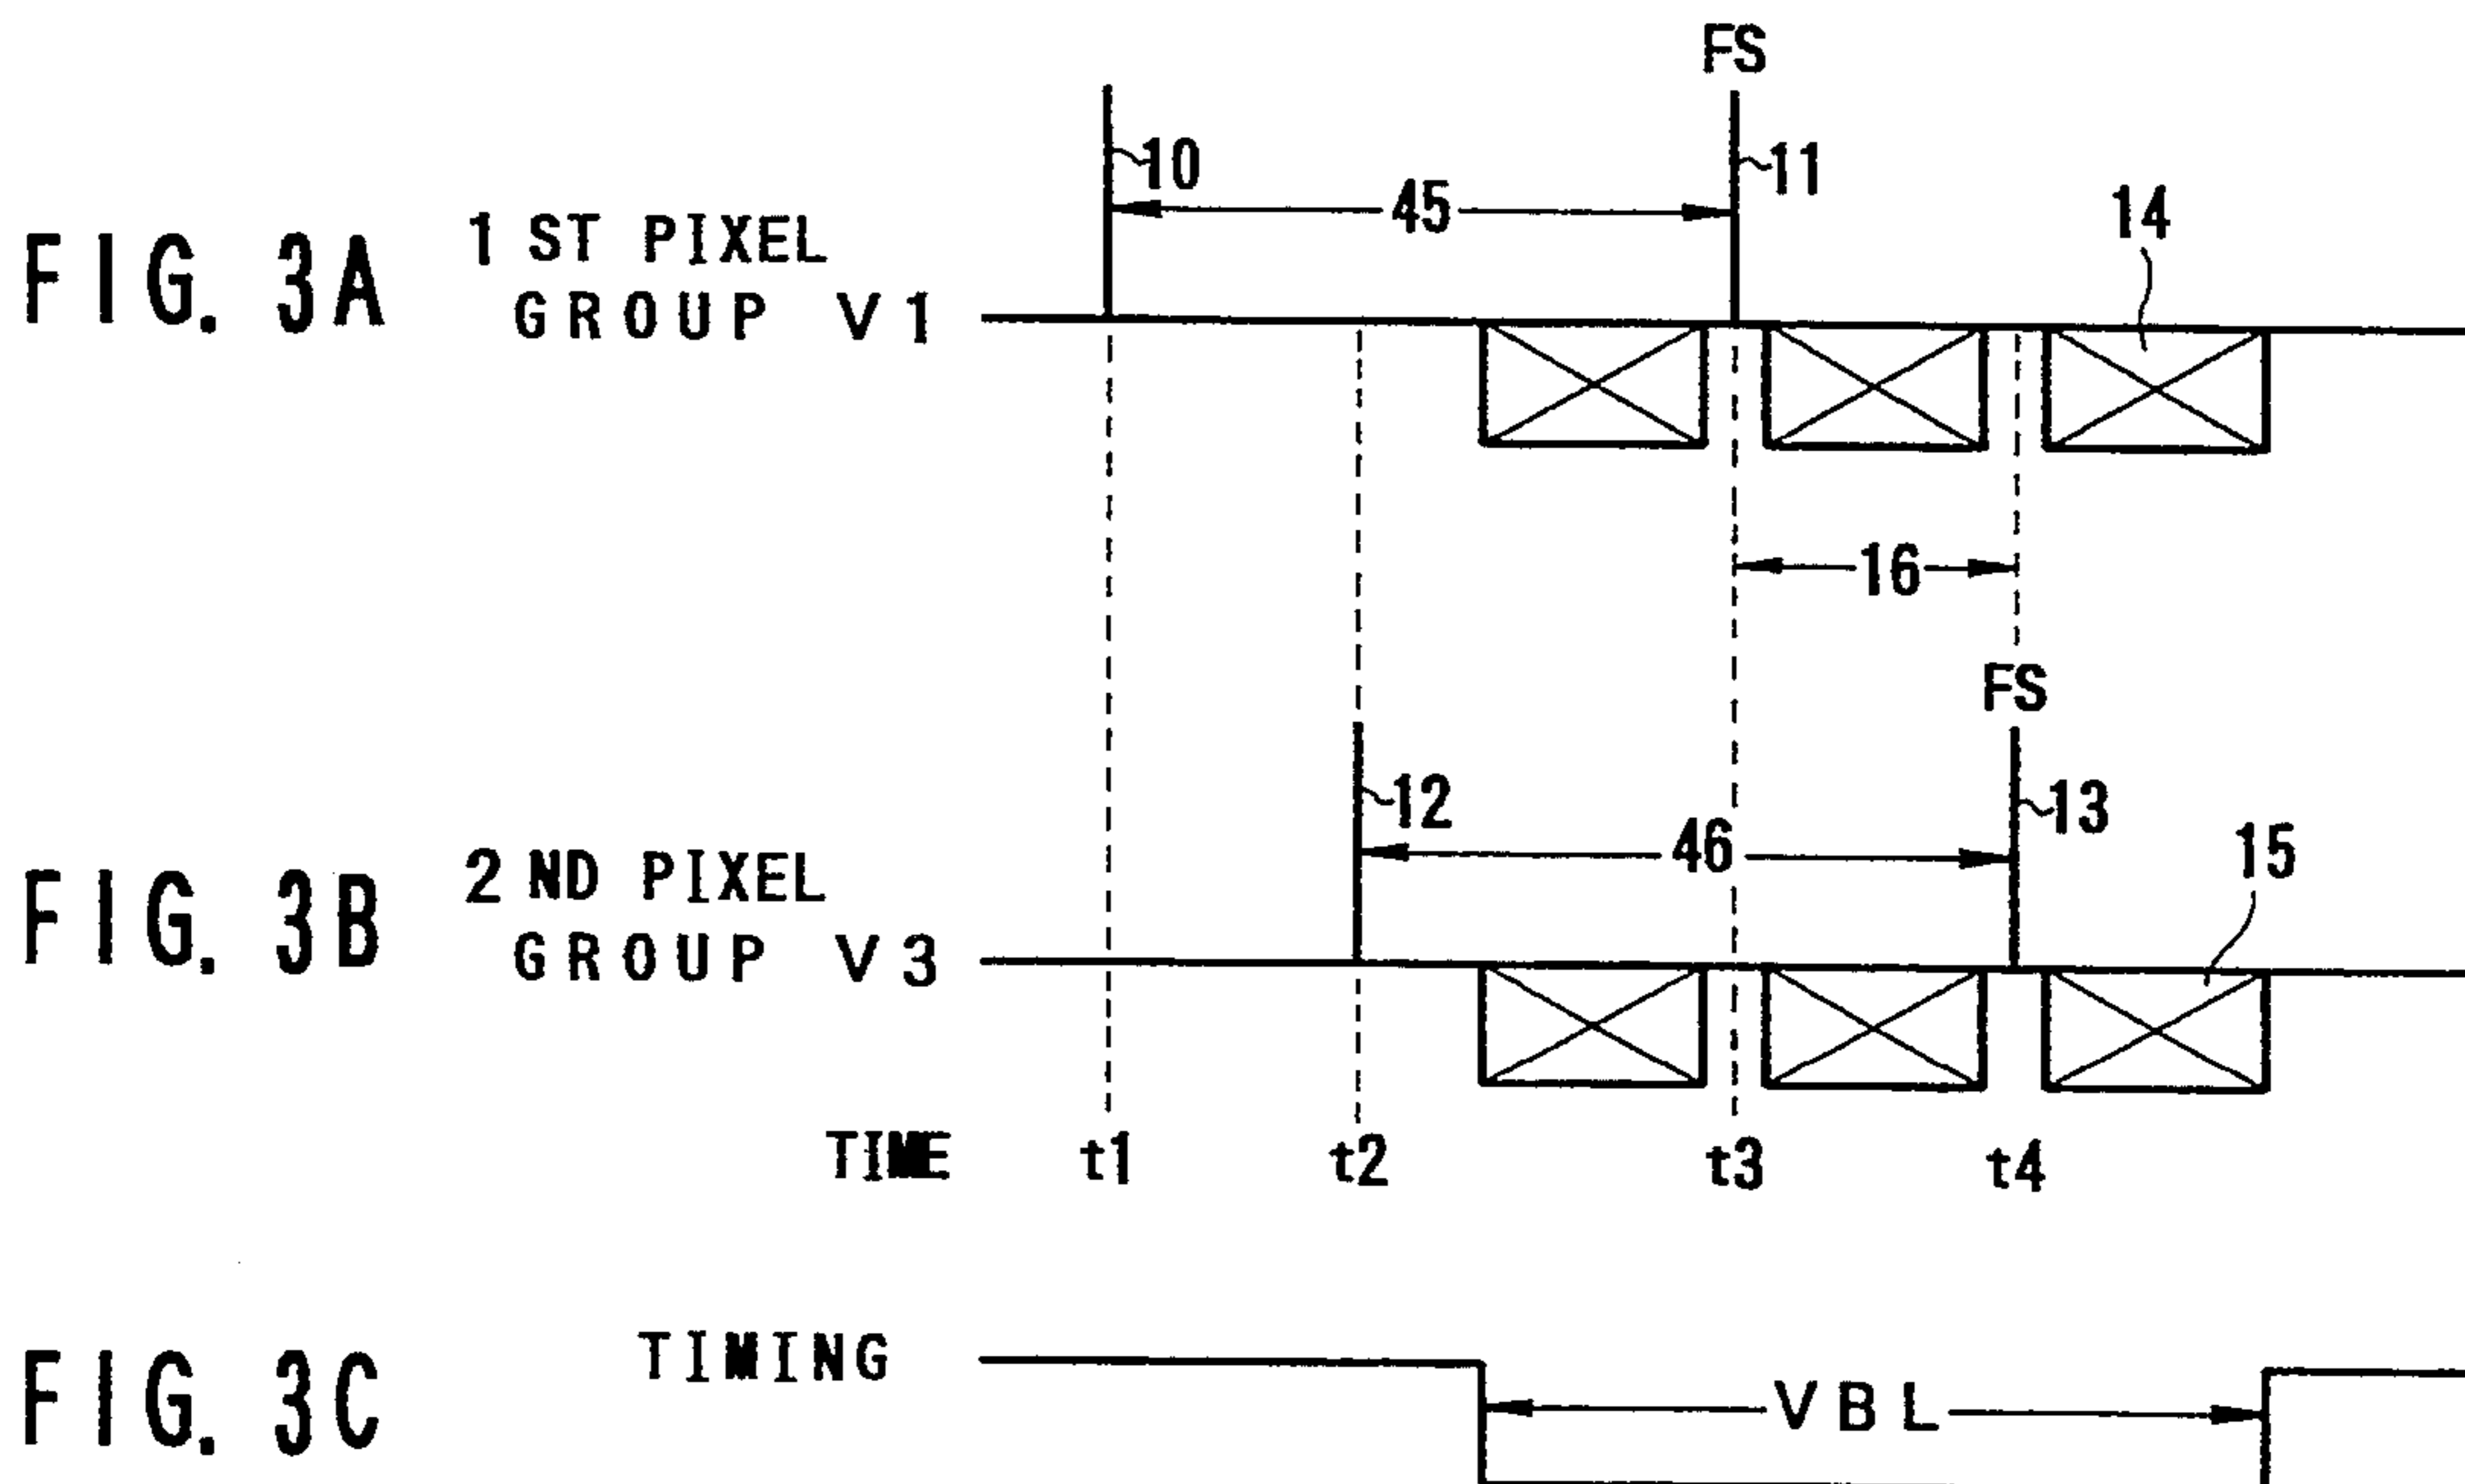 FS
10
11
45
14
FIG. 3A
1 ST PIXEL
GROUP V1
16
FS
12
13
46
15
FIG. 3B
2 ND PIXEL
GROUP V3
TIME t1 t2 t3 t4
FIG. 3C
TIMING
VBL